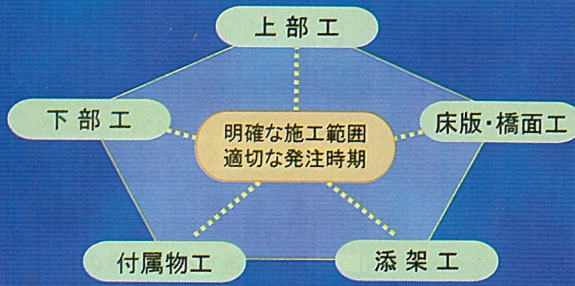 上部工
下部工
明確な施工範囲
適切な発注時期
床版・橋面工
付属物工
添架工